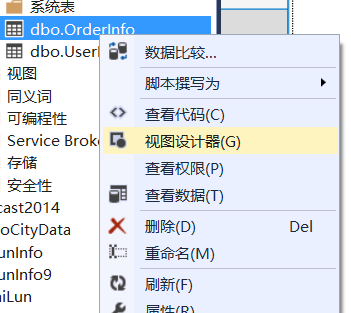 系统表
dbo.OrderInfo
dbo.UserI
视图
同义词
可编程性
Service Broke
存储
安全性
cast2014
oCityData
unInfo
unInfo9
aiLun
数据比较...
脚本撰写为
查看代码(C)
视图设计器(G)
查看权限(P)
查看数据(T)
删除(D) Del
重命名(M)
刷新(F)
属性(R)